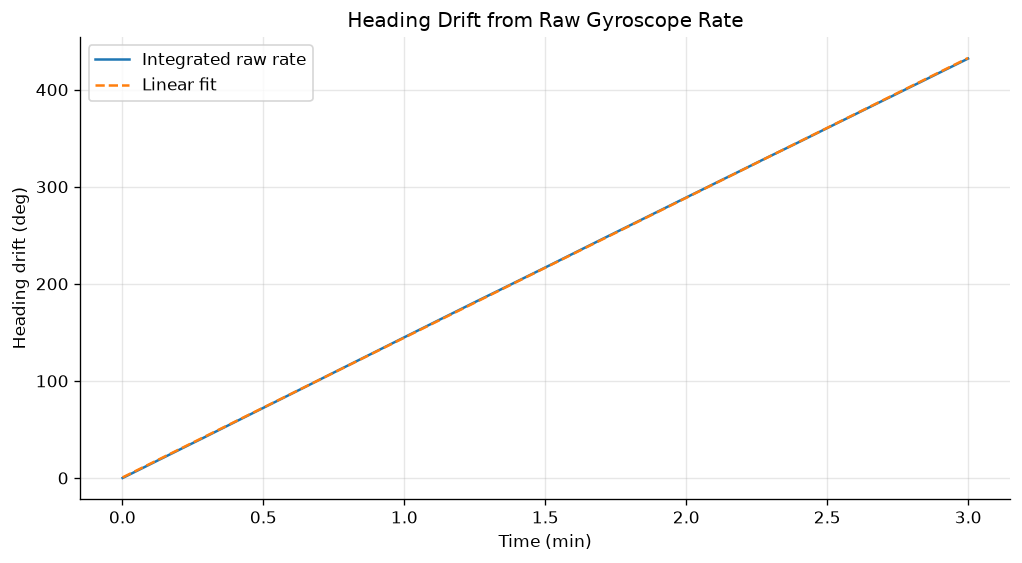 Heading Drift from Raw Gyroscope Rate
Integrated raw rate
Linear fit
Heading drift (deg)
400
300
200
100
0
0.0 0.5 1.0 1.5 2.0 2.5 3.0
Time (min)